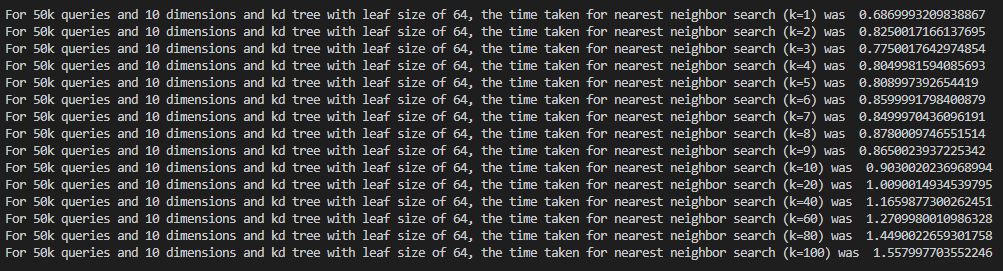 For 50k queries and 10 dimensions and kd tree with leaf size of 64, the time taken for nearest neighbor search (k=1) was  0.6869993209838867
For 50k queries and 10 dimensions and kd tree with leaf size of 64, the time taken for nearest neighbor search (k=2) was  0.8250017166137695
For 50k queries and 10 dimensions and kd tree with leaf size of 64, the time taken for nearest neighbor search (k=3) was  0.7750017642974854
For 50k queries and 10 dimensions and kd tree with leaf size of 64, the time taken for nearest neighbor search (k=4) was  0.8049981594085693
For 50k queries and 10 dimensions and kd tree with leaf size of 64, the time taken for nearest neighbor search (k=5) was  0.808997392654419
For 50k queries and 10 dimensions and kd tree with leaf size of 64, the time taken for nearest neighbor search (k=6) was  0.8599991798400879
For 50k queries and 10 dimensions and kd tree with leaf size of 64, the time taken for nearest neighbor search (k=7) was  0.8499970436096191
For 50k queries and 10 dimensions and kd tree with leaf size of 64, the time taken for nearest neighbor search (k=8) was  0.8780009746551514
For 50k queries and 10 dimensions and kd tree with leaf size of 64, the time taken for nearest neighbor search (k=9) was  0.8650023937225342
For 50k queries and 10 dimensions and kd tree with leaf size of 64, the time taken for nearest neighbor search (k=10) was  0.9030020236968994
For 50k queries and 10 dimensions and kd tree with leaf size of 64, the time taken for nearest neighbor search (k=20) was  1.0090014934539795
For 50k queries and 10 dimensions and kd tree with leaf size of 64, the time taken for nearest neighbor search (k=40) was  1.1659877300262451
For 50k queries and 10 dimensions and kd tree with leaf size of 64, the time taken for nearest neighbor search (k=60) was  1.2709980010986328
For 50k queries and 10 dimensions and kd tree with leaf size of 64, the time taken for nearest neighbor search (k=80) was  1.4490022659301758
For 50k queries and 10 dimensions and kd tree with leaf size of 64, the time taken for nearest neighbor search (k=100) was  1.557997703552246